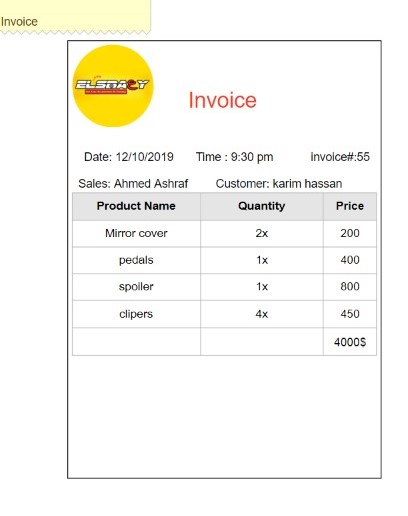 Invoice
ELSRACY
Invoice
Date: 12/10/2019 Time : 9:30 pm invoice#:55
Sales: Ahmed Ashraf Customer: karim hassan
Product Name Quantity Price
Mirror cover 2x 200
pedals 1x 400
spoiler 1x 800
clipers 4x 450
4000$